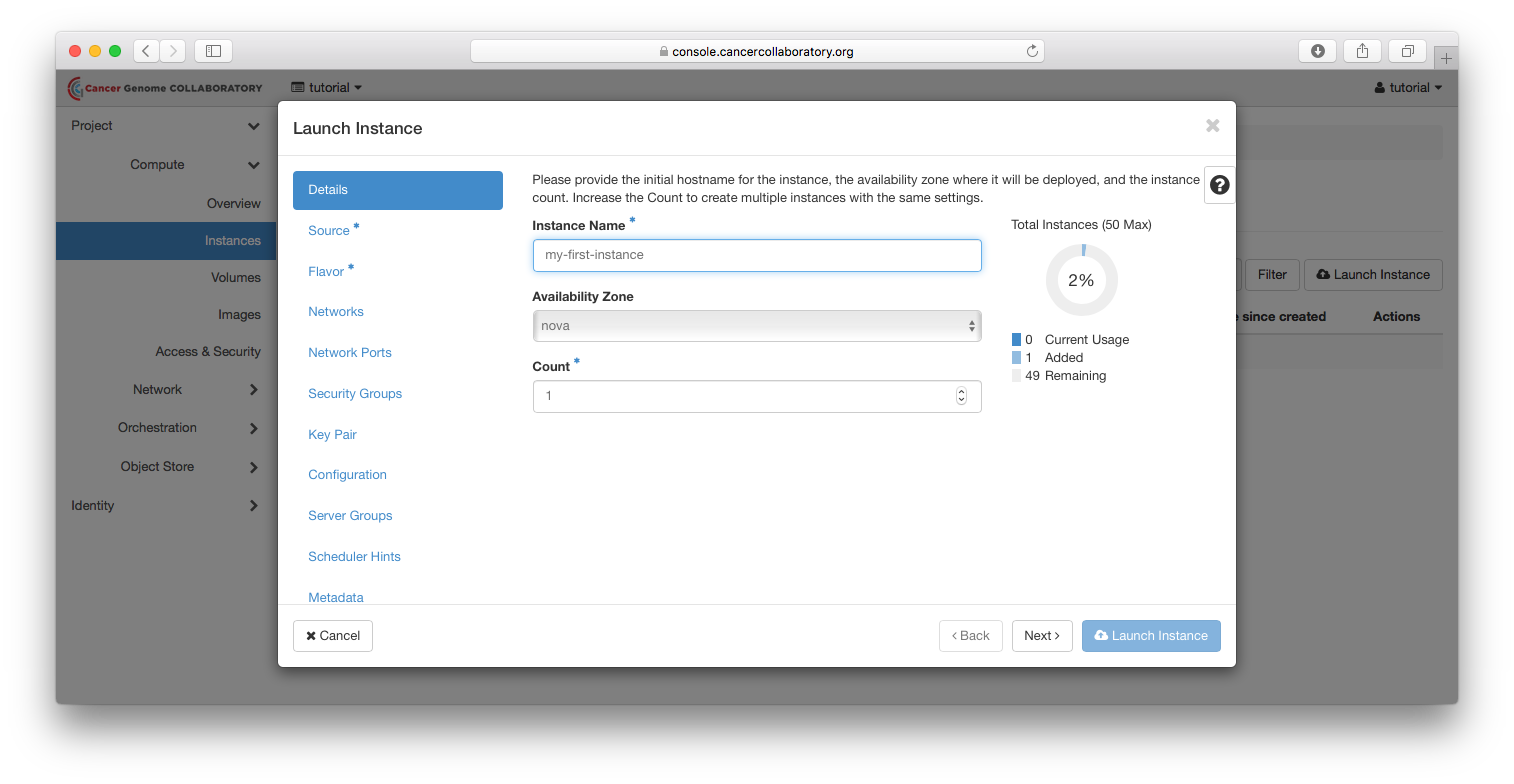 console.cancercollaboratory.org
Cancer Genome COLLABORATORY
tutorial
tutorial
Project
Compute
Overview
Instances
Volumes
Images
Access & Security
Network
Orchestration
Object Store
Identity
Filter
Launch Instance
since created
Actions
Launch Instance
Details
Source *
Flavor *
Networks
Network Ports
Security Groups
Key Pair
Configuration
Server Groups
Scheduler Hints
Metadata
Please provide the initial hostname for the instance, the availability zone where it will be deployed, and the instance
count. Increase the Count to create multiple instances with the same settings.
Instance Name *
my-first-instance
Availability Zone
nova
Count *
1
Total Instances (50 Max)
2%
0 Current Usage
1 Added
49 Remaining
Cancel
< Back
Next >
Launch Instance